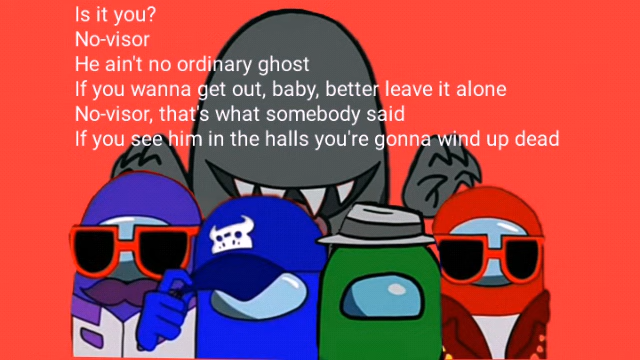 Is it you?
No-visor
He ain't no ordinary ghost
If you wanna get out, baby, better leave it alone
No-visor, that's what somebody said
If you see him in the halls you're gonna wind up dead